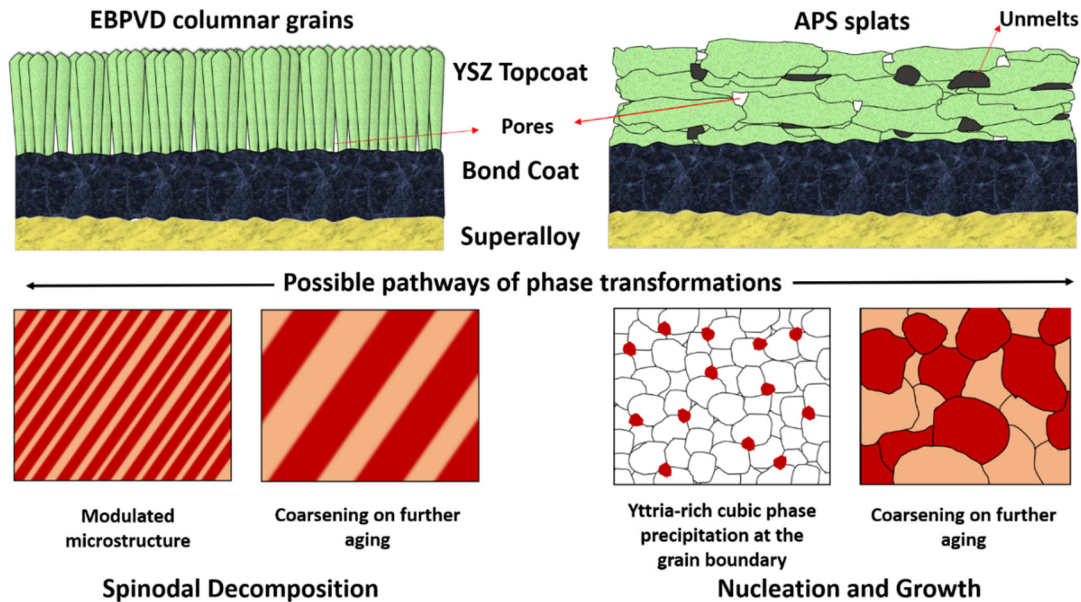 EBPVD columnar grains
APS splats
Unmelts
YSZ Topcoat
Pores
Bond Coat
Superalloy
Possible pathways of phase transformations
Modulated
microstructure
Coarsening on further
aging
Yttria-rich cubic phase
precipitation at the
grain boundary
Coarsening on further
aging
Spinodal Decomposition
Nucleation and Growth